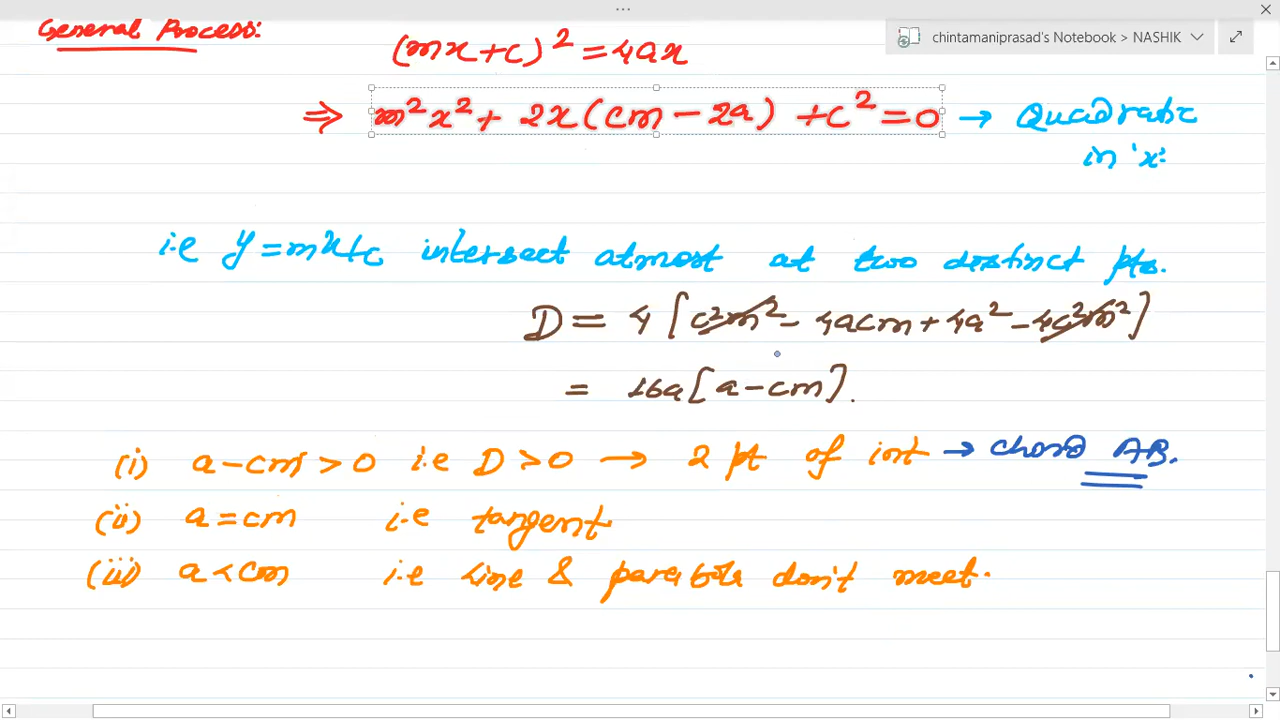 ...
General Process:
chintamaniprasad's Notebook > NASHIK
(mx+c)² = 4ax
⇒ m²x² + 2x(cm - 2a) + c² = 0 → Quadratic
in 'x'
i.e y = mx+c intersect atmost at two distinct pts.
D = 4[c²m² - 4acm + 4a² - 4c²m²]
= 16a[a - cm].
(i) a - cm > 0 i.e D > 0 → 2 pt of int → chord AB.
(ii) a = cm i.e tangent
(iii) a < cm i.e line & parabola don't meet.